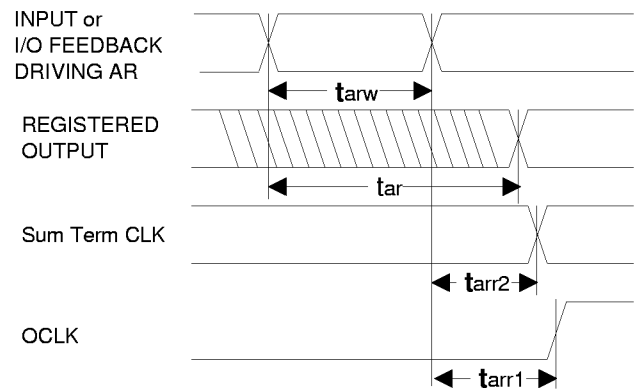 INPUT or
I/O FEEDBACK
DRIVING AR
tarw
REGISTERED
OUTPUT
tar
Sum Term CLK
tarr2
OCLK
tarr1